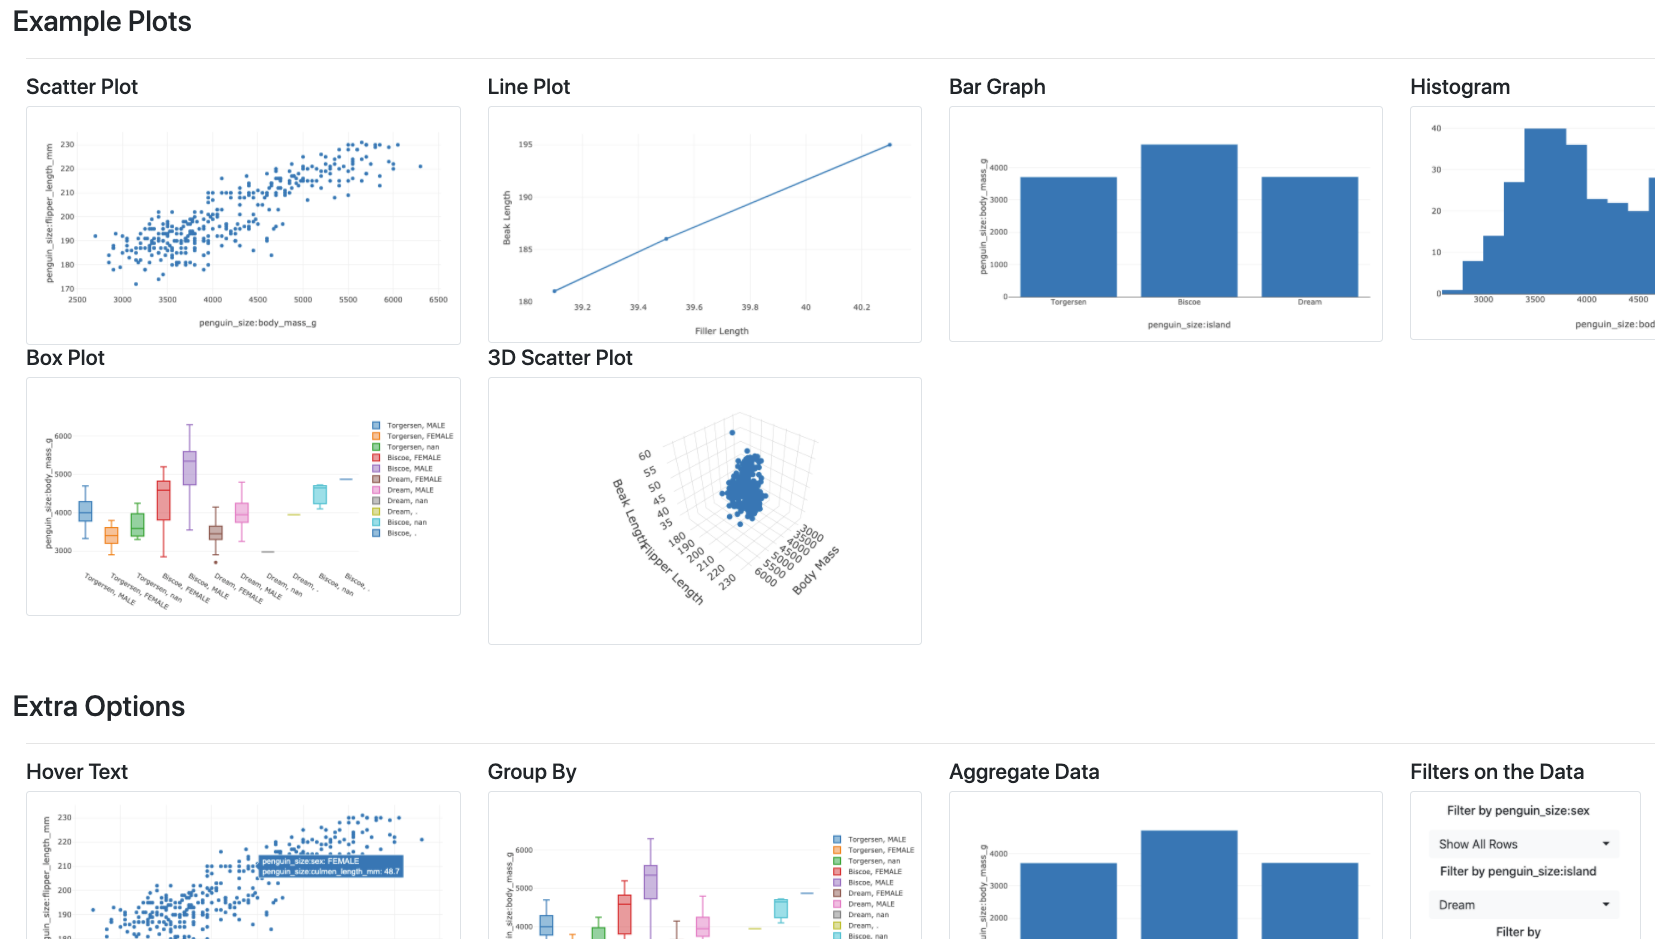 Example Plots
Scatter Plot
Line Plot
Bar Graph
Histogram
penguin_size:flipper_length_mm
230
220
210
200
190
180
170
2500 3000 3500 4000 4500 5000 5500 6000 6500
penguin_size:body_mass_g
Beak Length
195
190
185
180
39.2 39.4 39.6 39.8 40 40.2
Filler Length
penguin_size:body_mass_g
4000
3000
2000
1000
0
Torgersen Biscoe Dream
penguin_size:island
40
30
20
10
0
3000 3500 4000 4500
penguin_size:bod
Box Plot
3D Scatter Plot
penguin_size:body_mass_g
6000
5000
4000
3000
Torgersen, MALE
Torgersen, FEMALE
Torgersen, nan
Biscoe, FEMALE
Biscoe, MALE
Dream, FEMALE
Dream, MALE
Dream, nan
Dream, .
Biscoe, nan
Biscoe, .
Torgersen, MALE
Torgersen, FEMALE
Torgersen, nan
Biscoe, FEMALE
Biscoe, MALE
Dream, FEMALE
Dream, MALE
Dream, nan
Dream, .
Biscoe, nan
Biscoe, .
60
55
50
45
40
35
Beak Length
180
190
200
210
220
230
Flipper Length
3000
3500
4000
4500
5000
5500
6000
Body Mass
Extra Options
Hover Text
Group By
Aggregate Data
Filters on the Data
guin_size:flipper_length_mm
230
220
210
200
190
180
penguin_size:sex: FEMALE
penguin_size:culmen_length_mm: 48.7
in_size:body_mass_g
6000
5000
4000
Torgersen, MALE
Torgersen, FEMALE
Torgersen, nan
Biscoe, FEMALE
Biscoe, MALE
Dream, FEMALE
Dream, MALE
Dream, nan
Dream, .
Biscoe, nan
in_size:body_mass_g
4000
3000
2000
Filter by penguin_size:sex
Show All Rows
Filter by penguin_size:island
Dream
Filter by